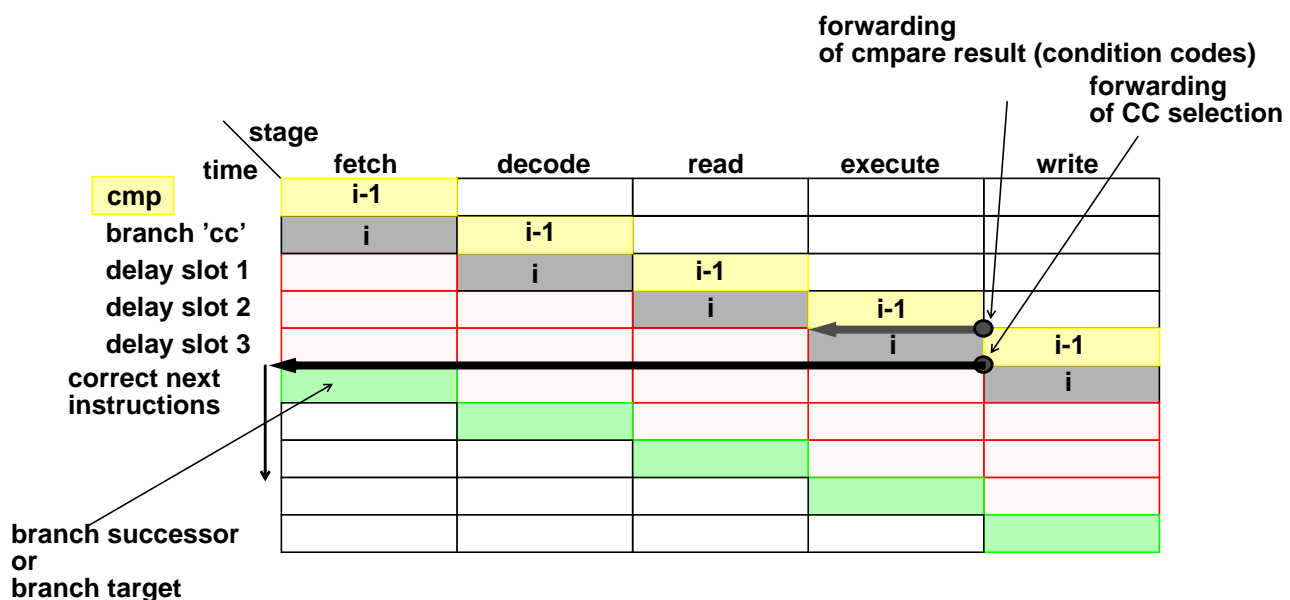 forwarding
of cmpare result (condition codes)
forwarding
of CC selection
stage
time
fetch decode read execute write
cmp i-1
branch 'cc' i i-1
delay slot 1 i i-1
delay slot 2 i i-1
delay slot 3 i i-1
correct next
instructions
i
branch successor
or
branch target